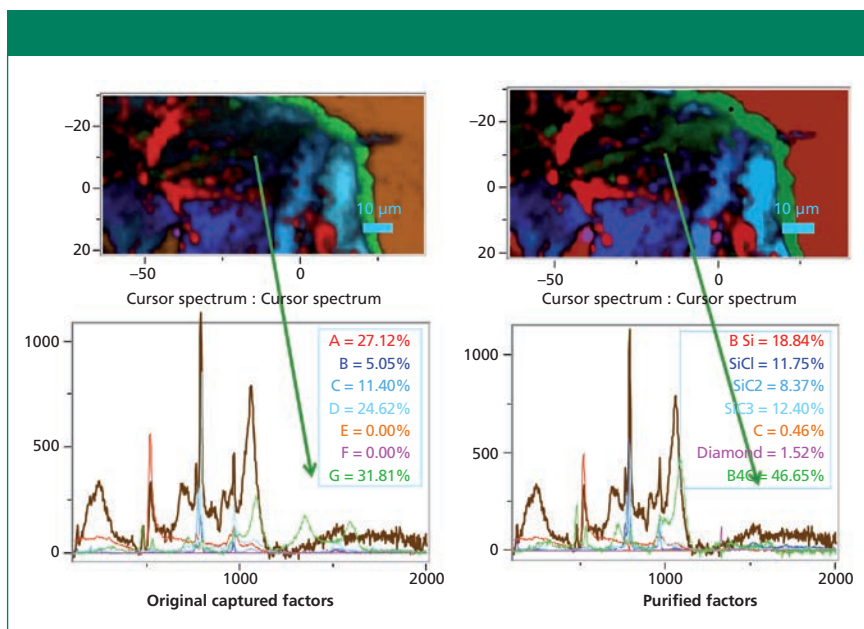 −20
0
20
−50
0
10 μm
Cursor spectrum : Cursor spectrum
1000
500
0
1000
2000
A = 27.12%
B = 5.05%
C = 11.40%
D = 24.62%
E = 0.00%
F = 0.00%
G = 31.81%
Original captured factors
−20
0
20
−50
0
10 μm
Cursor spectrum : Cursor spectrum
1000
500
0
1000
2000
B Si = 18.84%
SiCl = 11.75%
SiC2 = 8.37%
SiC3 = 12.40%
C = 0.46%
Diamond = 1.52%
B4C = 46.65%
Purified factors